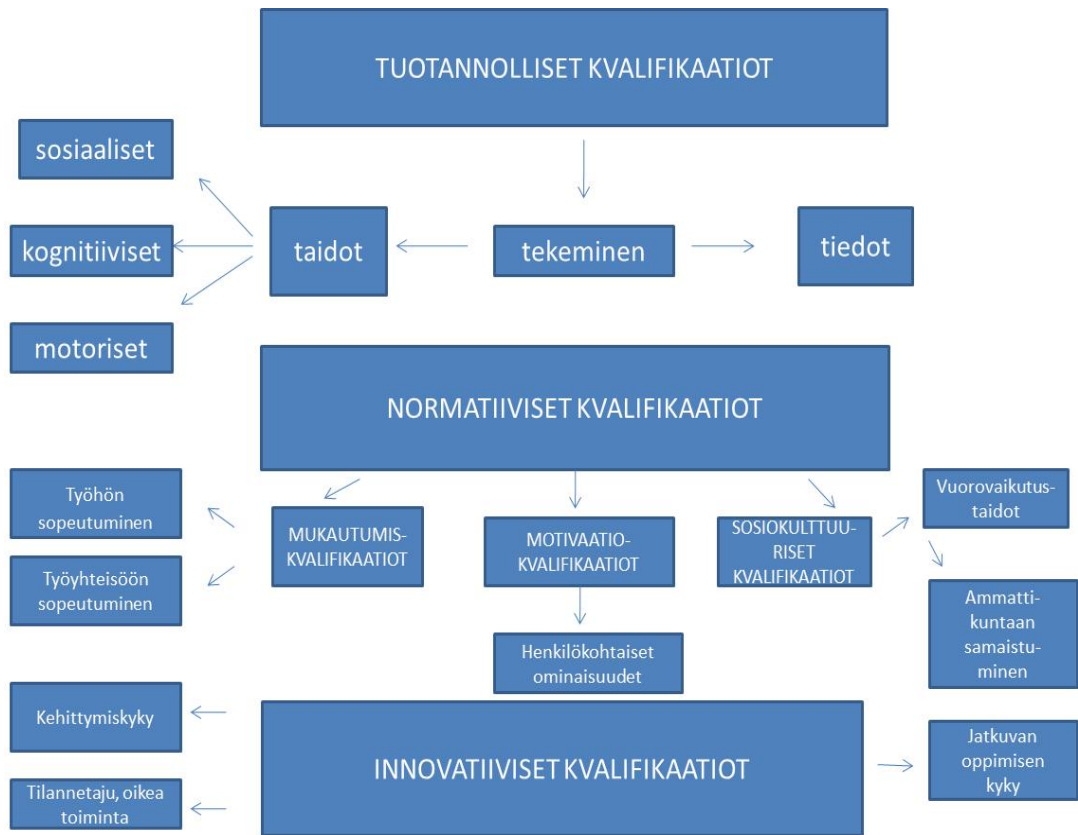 TUOTANNOLLISET KVALIFIKAATIOT
sosiaaliset
kognitiiviset
motoriset
taidot
tekeminen
tiedot
NORMATIIVISET KVALIFIKAATIOT
Työhön
sopeutuminen
Työyhteisöön
sopeutuminen
MUKAUTUMIS-
KVALIFIKAATIOT
MOTIVAATIO-
KVALIFIKAATIOT
SOSIOKULTTUU-
RISET
KVALIFIKAATIOT
Vuorovaikutus-
taidot
Ammatti-
kuntaan
samaistu-
minen
Henkilökohtaiset
ominaisuudet
INNOVATIIVISET KVALIFIKAATIOT
Kehittymiskyky
Tilannetaju, oikea
toiminta
Jatkuvan
oppimisen
kyky